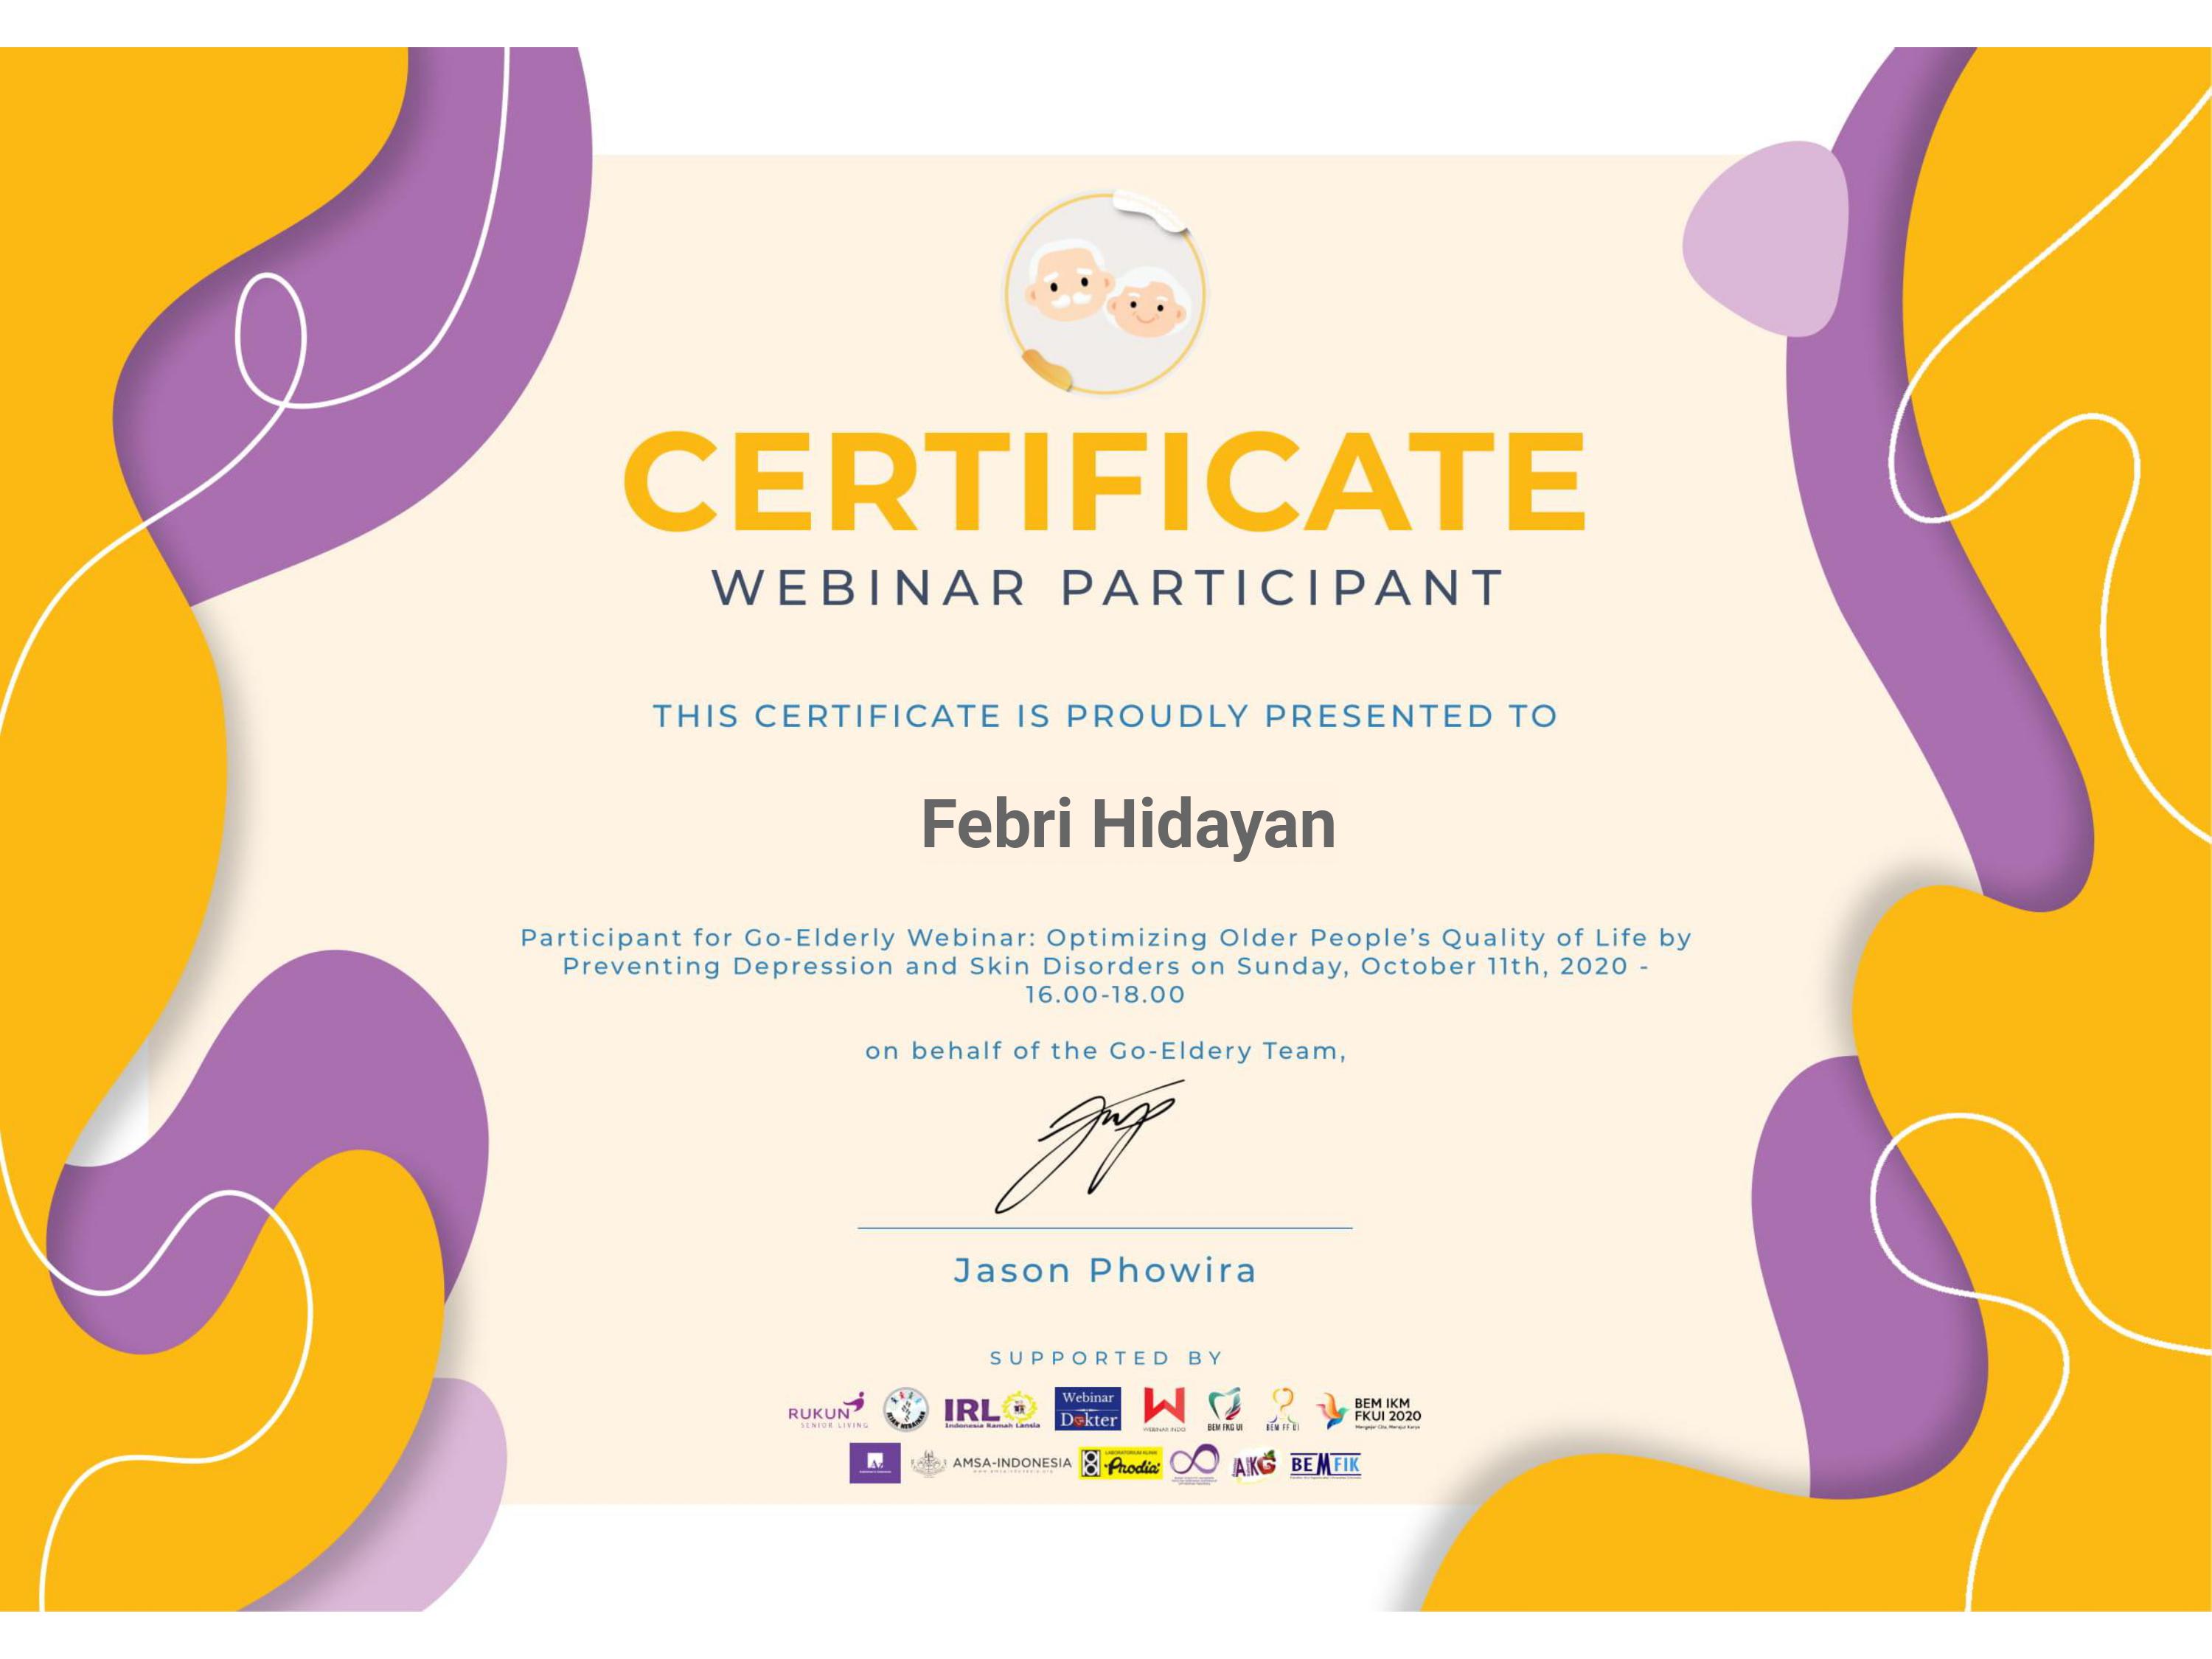 CERTIFICATE
WEBINAR PARTICIPANT
THIS CERTIFICATE IS PROUDLY PRESENTED TO
Febri Hidayan
Participant for Go-Elderly Webinar: Optimizing Older People's Quality of Life by
Preventing Depression and Skin Disorders on Sunday, October 11th, 2020 -
16.00-18.00
on behalf of the Go-Eldery Team,
Jason Phowira
SUPPORTED BY
RUKUN
SENIOR LIVING
IRL
Indonesia Ramah Lansia
Webinar
Dokter
WEBINAR INDO
BEM FKG UI
BEM FF UI
BEM IKM
FKUI 2020
AMSA-INDONESIA
Prodia
AKG
BEMFIK